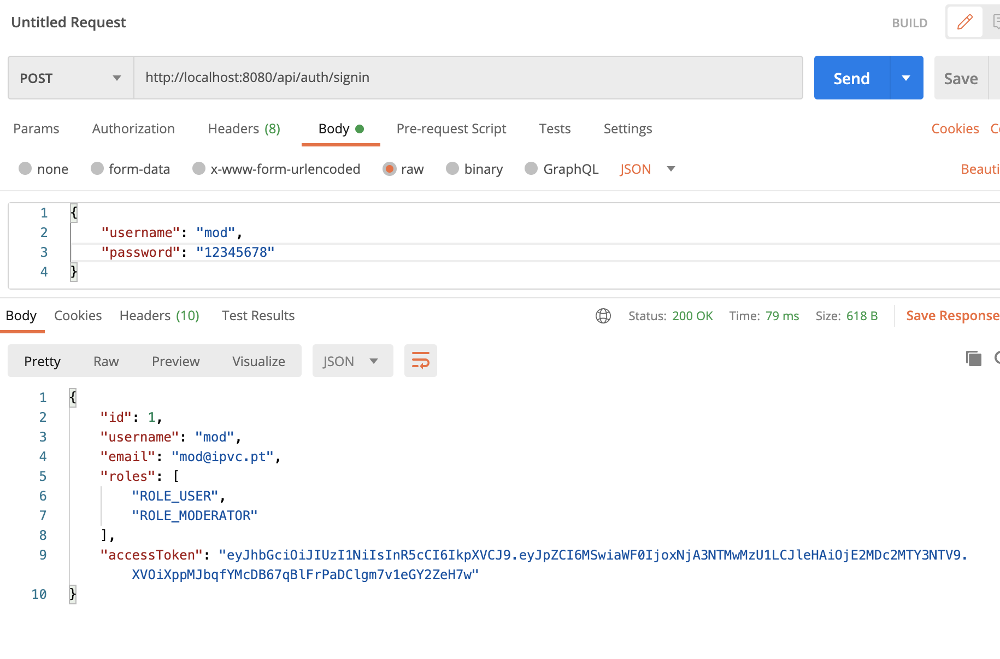 Untitled Request
BUILD
POST http://localhost:8080/api/auth/signin Send Save
Params Authorization Headers (8) Body Pre-request Script Tests Settings Cookies
none form-data x-www-form-urlencoded raw binary GraphQL JSON Beauti
1 {
2 "username": "mod",
3 "password": "12345678"
4 }
Body Cookies Headers (10) Test Results Status: 200 OK Time: 79 ms Size: 618 B Save Response
Pretty Raw Preview Visualize JSON
1 {
2 "id": 1,
3 "username": "mod",
4 "email": "mod@ipvc.pt",
5 "roles": [
6 "ROLE_USER",
7 "ROLE_MODERATOR"
8 ],
9 "accessToken": "eyJhbGciOiJIUzI1NiIsInR5cCI6IkpXVCJ9.eyJpZCI6MSwiaWF0IjoxNjA3NTMwMzU1LCJleHAiOjE2MDc2MTY3NTV9.
XVOiXppMJbqfYMcDB67qBlFrPaDClgm7v1eGY2ZeH7w"
10 }